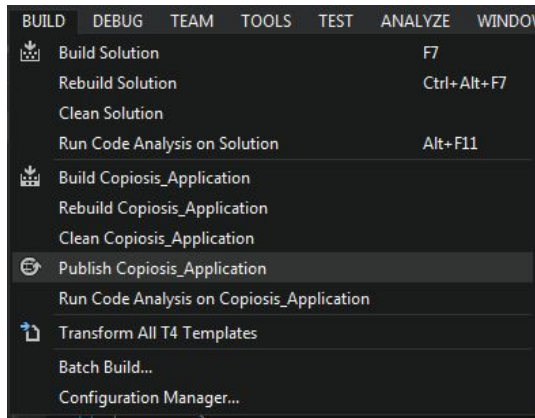 BUILD DEBUG TEAM TOOLS TEST ANALYZE WINDOW
Build Solution F7
Rebuild Solution Ctrl+Alt+F7
Clean Solution
Run Code Analysis on Solution Alt+F11
Build Copiosis_Application
Rebuild Copiosis_Application
Clean Copiosis_Application
Publish Copiosis_Application
Run Code Analysis on Copiosis_Application
Transform All T4 Templates
Batch Build...
Configuration Manager...